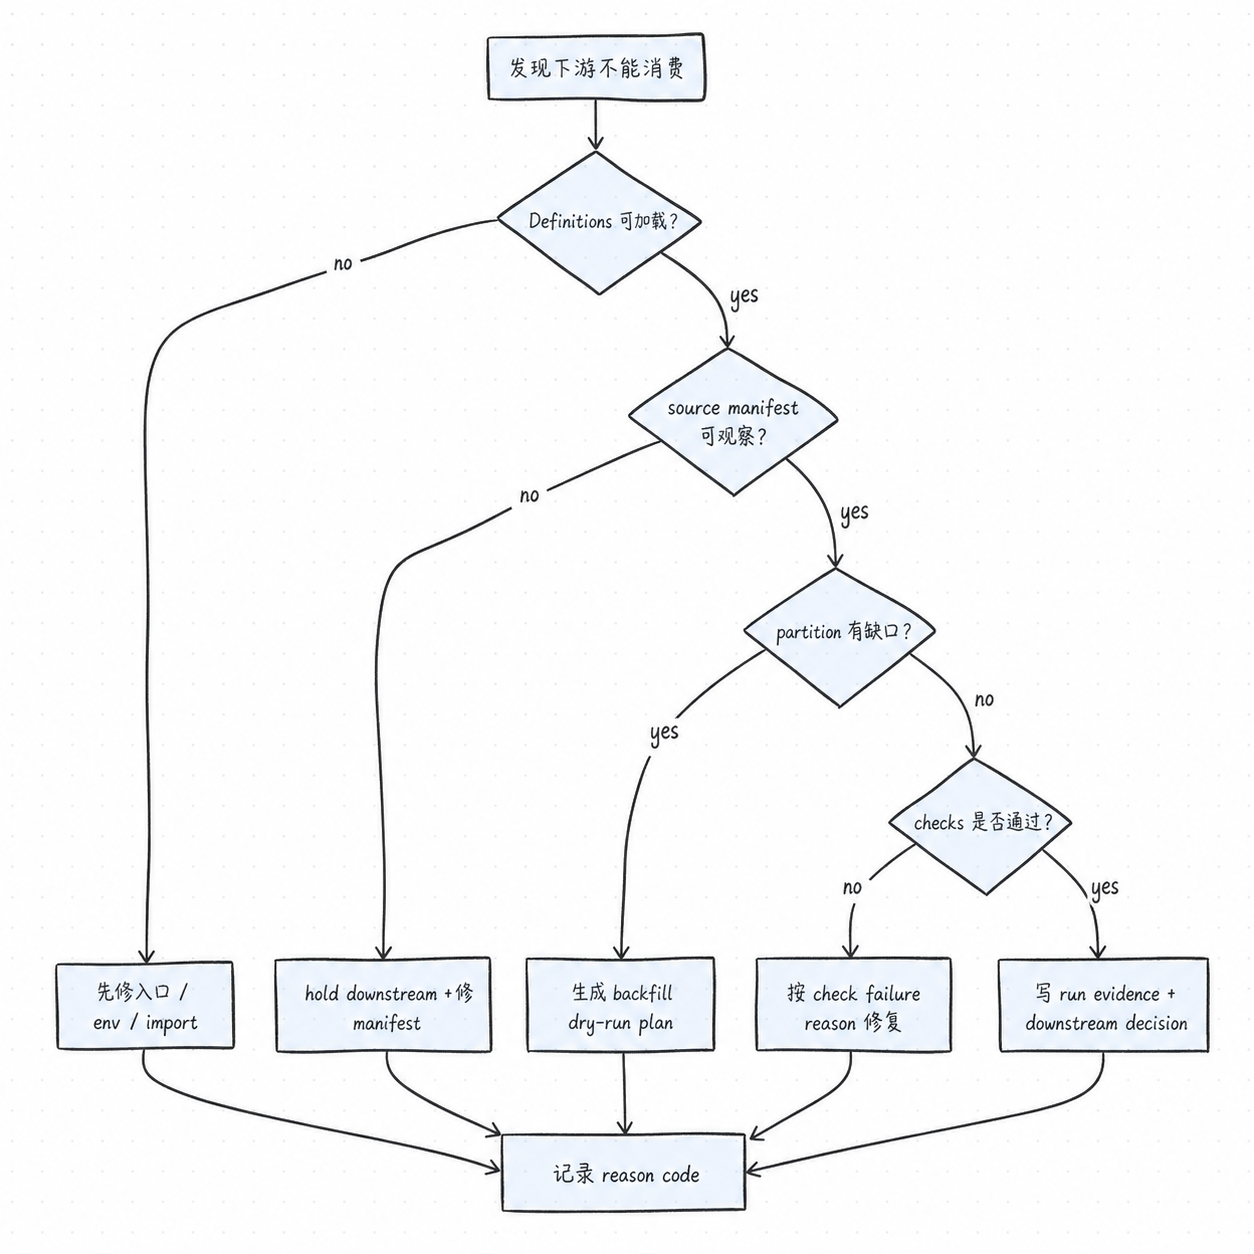 发现下游不能消费
Definitions 可加载?
no
yes
source manifest
可观察?
no
yes
partition 有缺口?
yes
no
checks 是否通过?
no
yes
先修入口 /
env / import
hold downstream + 修
manifest
生成 backfill
dry-run plan
按 check failure
reason 修复
写 run evidence +
downstream decision
记录 reason code